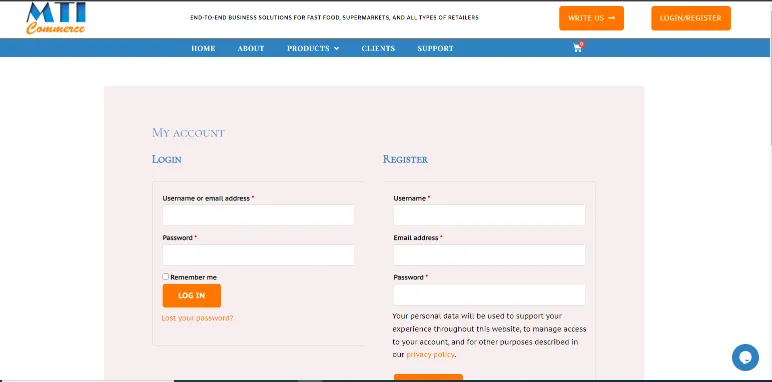 MTI
Commerce
END-TO-END BUSINESS SOLUTIONS FOR FAST FOOD, SUPERMARKETS, AND ALL TYPES OF RETAILERS
WRITE US →
LOGIN/REGISTER
HOME
ABOUT
PRODUCTS
CLIENTS
SUPPORT
0
My account
Login
Username or email address *
Password *
Remember me
LOG IN
Lost your password?
Register
Username *
Email address *
Password *
Your personal data will be used to support your
experience throughout this website, to manage access
to your account, and for other purposes described in
our privacy policy.